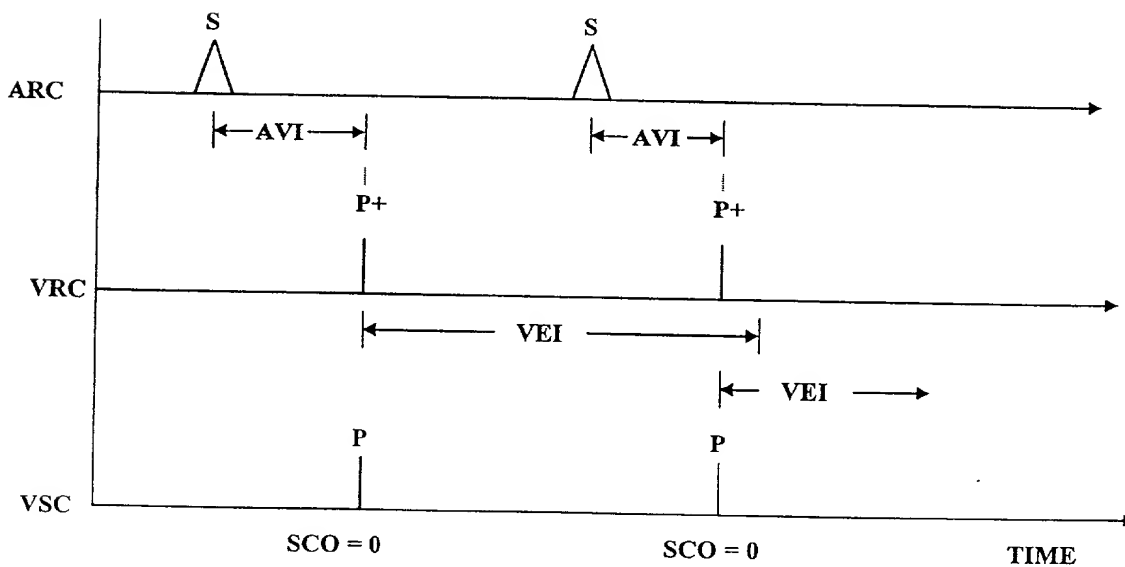 S S
ARC
AVI AVI
P+ P+
VRC
VEI
VEI
P P
VSC
SCO = 0 SCO = 0 TIME